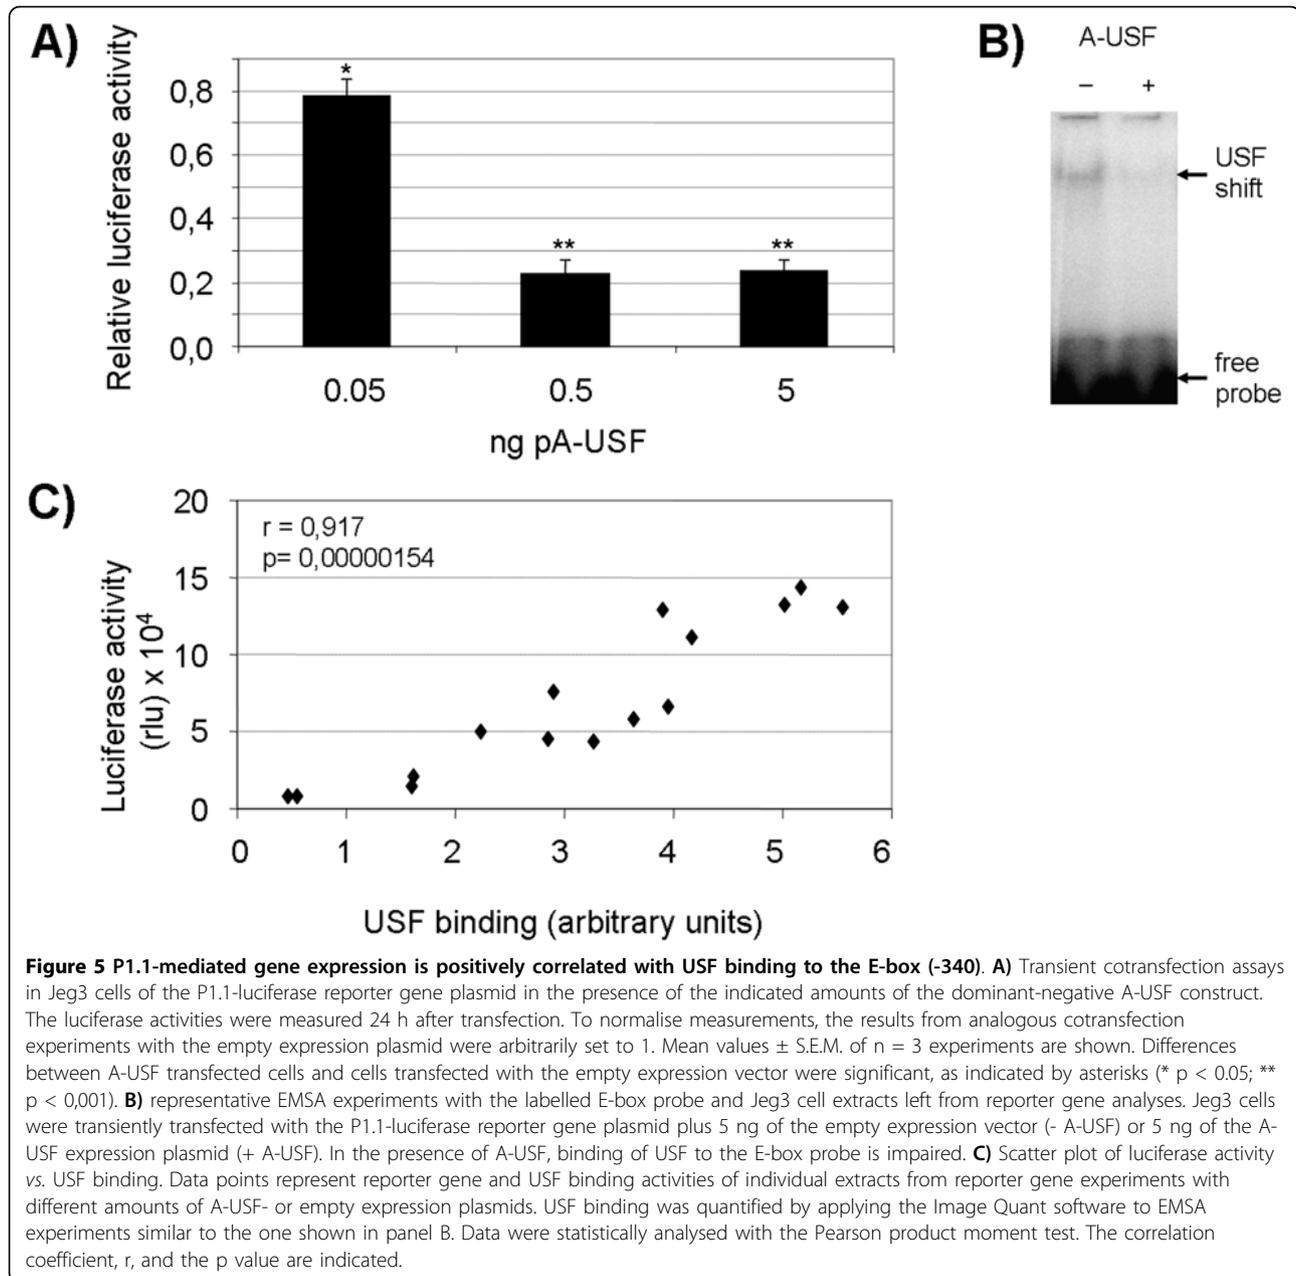 A)
Relative luciferase activity
0,8
0,6
0,4
0,2
0,0
*
**
**
0.05 0.5 5
ng pA-USF
B)
A-USF
– +
USF
shift
free
probe
C)
Luciferase activity
(rlu) x 10⁴
20
15
10
5
0
r = 0,917
p= 0,00000154
0 1 2 3 4 5 6
USF binding (arbitrary units)
Figure 5 P1.1-mediated gene expression is positively correlated with USF binding to the E-box (-340). A) Transient cotransfection assays
in Jeg3 cells of the P1.1-luciferase reporter gene plasmid in the presence of the indicated amounts of the dominant-negative A-USF construct.
The luciferase activities were measured 24 h after transfection. To normalise measurements, the results from analogous cotransfection
experiments with the empty expression plasmid were arbitrarily set to 1. Mean values ± S.E.M. of n = 3 experiments are shown. Differences
between A-USF transfected cells and cells transfected with the empty expression vector were significant, as indicated by asterisks (* p < 0.05; **
p < 0,001). B) representative EMSA experiments with the labelled E-box probe and Jeg3 cell extracts left from reporter gene analyses. Jeg3 cells
were transiently transfected with the P1.1-luciferase reporter gene plasmid plus 5 ng of the empty expression vector (- A-USF) or 5 ng of the A-
USF expression plasmid (+ A-USF). In the presence of A-USF, binding of USF to the E-box probe is impaired. C) Scatter plot of luciferase activity
vs. USF binding. Data points represent reporter gene and USF binding activities of individual extracts from reporter gene experiments with
different amounts of A-USF- or empty expression plasmids. USF binding was quantified by applying the Image Quant software to EMSA
experiments similar to the one shown in panel B. Data were statistically analysed with the Pearson product moment test. The correlation
coefficient, r, and the p value are indicated.